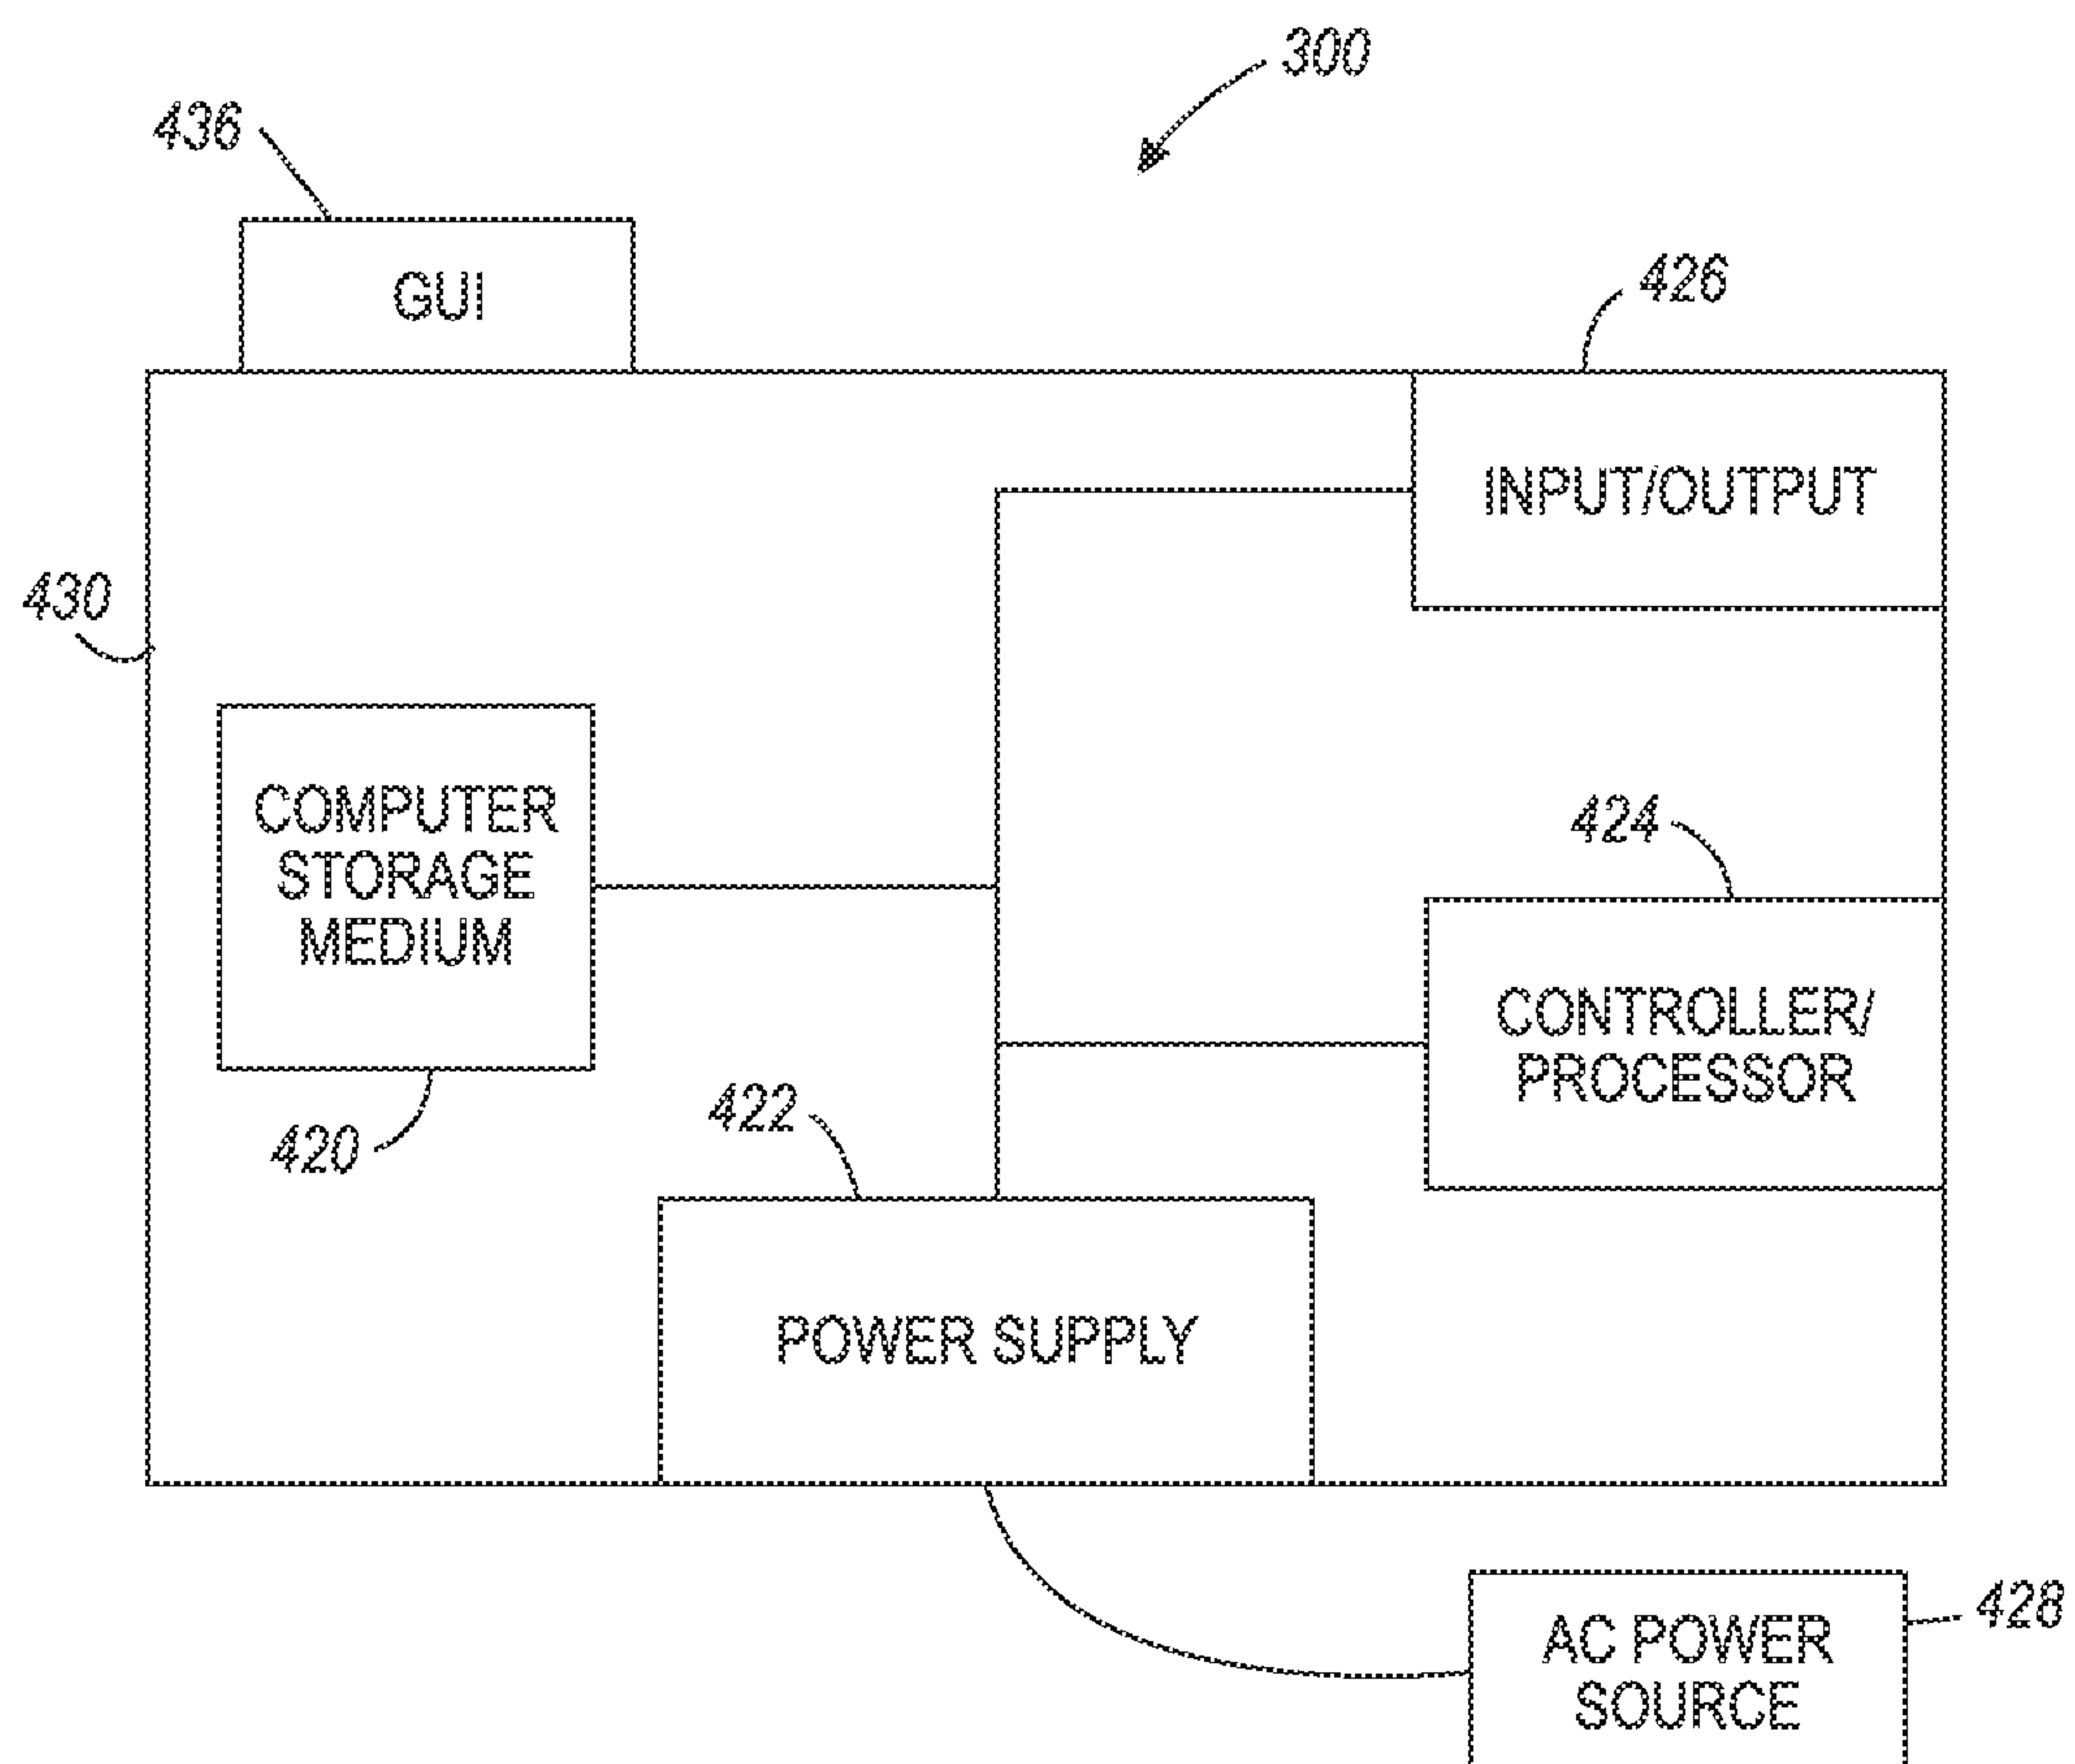 300
436
GUI
426
INPUT/OUTPUT
430
COMPUTER
STORAGE
MEDIUM
424
CONTROLLER/
PROCESSOR
420
422
POWER SUPPLY
AC POWER
SOURCE
428